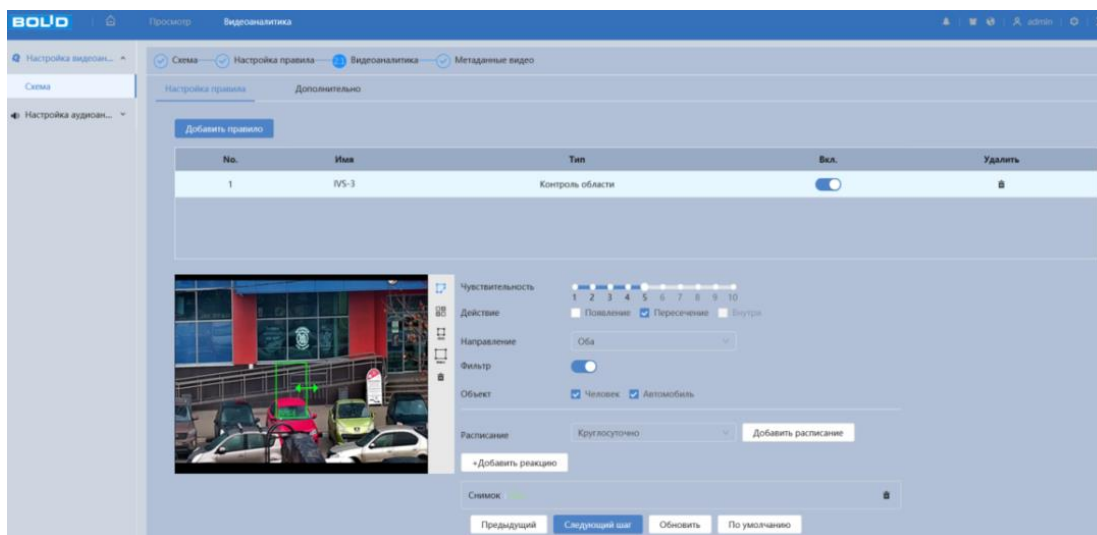 BOLID Просмотр Видеоаналитика admin
Настройка видеоан... Схема Настройка правила 2.1 Видеоаналитика Метаданные видео
Схема Настройка правила Дополнительно
Настройка аудиоан...
Добавить правило
No. Имя Тип Вкл. Удалить
1 IVS-3 Контроль области
Чувствительность
1 2 3 4 5 6 7 8 9 10
Действие Появление Пересечение Внутри
Направление Оба
Фильтр
Объект Человек Автомобиль
Расписание Круглосуточно Добавить расписание
+Добавить реакцию
Снимок
Предыдущий Следующий шаг Обновить По умолчанию